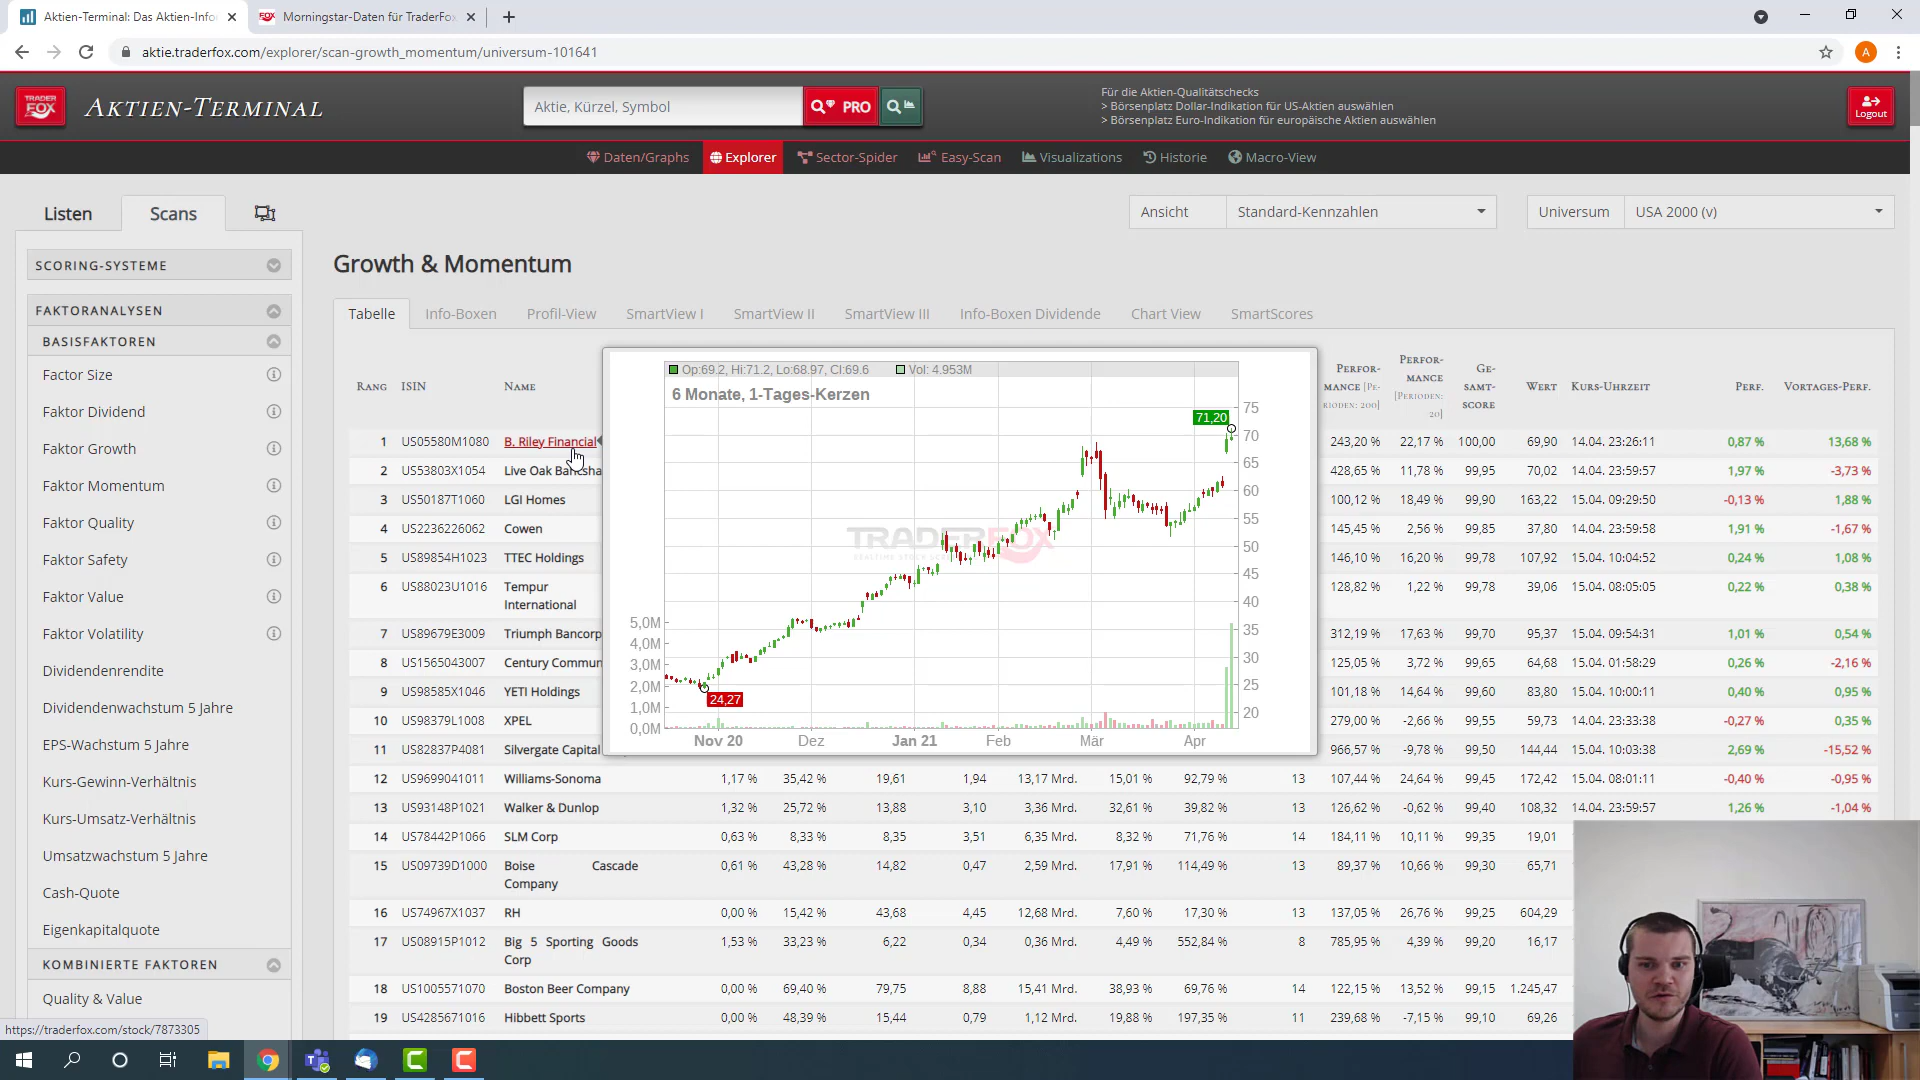 Aktien-Terminal: Das Aktien-Info
Morningstar-Daten für TraderFox
aktie.traderfox.com/explorer/scan-growth_momentum/universum-101641
A
TRADER FOX
AKTIEN-TERMINAL
Aktie, Kürzel, Symbol
PRO
Für die Aktien-Qualitätschecks
> Börsenplatz Dollar-Indikation für US-Aktien auswählen
> Börsenplatz Euro-Indikation für europäische Aktien auswählen
Logout
Daten/Graphs Explorer Sector-Spider Easy-Scan Visualizations Historie Macro-View
Listen Scans
Ansicht Standard-Kennzahlen Universum USA 2000 (v)
SCORING-SYSTEME
FAKTORANALYSEN
BASISFAKTOREN
Factor Size
Faktor Dividend
Faktor Growth
Faktor Momentum
Faktor Quality
Faktor Safety
Faktor Value
Faktor Volatility
Dividendenrendite
Dividendenwachstum 5 Jahre
EPS-Wachstum 5 Jahre
Kurs-Gewinn-Verhältnis
Kurs-Umsatz-Verhältnis
Umsatzwachstum 5 Jahre
Cash-Quote
Eigenkapitalquote
KOMBINIERTE FAKTOREN
Quality & Value
https://traderfox.com/stock/7873305
Growth & Momentum
Tabelle Info-Boxen Profil-View SmartView I SmartView II SmartView III Info-Boxen Dividende Chart View SmartScores
RANG ISIN NAME
PERFOR-
MANCE [PE-
RIODEN: 200]
PERFOR-
MANCE
[PERIODEN:
20]
GE-
SAMT-
SCORE
WERT KURS-UHRZEIT PERF. VORTAGES-PERF.
Op:69.2, Hi:71.2, Lo:68.97, Cl:69.6 Vol: 4.953M
6 Monate, 1-Tages-Kerzen
71,20
24,27
TRADERFOX
REALTIME STOCK
75
70
65
60
55
50
45
40
35
30
25
20
5,0M
4,0M
3,0M
2,0M
1,0M
0,0M
Nov 20 Dez Jan 21 Feb Mär Apr
1 US05580M1080 B. Riley Financial 243,20 % 22,17 % 100,00 69,90 14.04. 23:26:11 0,87 % 13,68 %
2 US53803X1054 Live Oak Bancsha 428,65 % 11,78 % 99,95 70,02 14.04. 23:59:57 1,97 % -3,73 %
3 US50187T1060 LGI Homes 100,12 % 18,49 % 99,90 163,22 15.04. 09:29:50 -0,13 % 1,88 %
4 US2236226062 Cowen 145,45 % 2,56 % 99,85 37,80 14.04. 23:59:58 1,91 % -1,67 %
5 US89854H1023 TTEC Holdings 146,10 % 16,20 % 99,78 107,92 15.04. 10:04:52 0,24 % 1,08 %
6 US88023U1016 Tempur International 128,82 % 1,22 % 99,78 39,06 15.04. 08:05:05 0,22 % 0,38 %
7 US89679E3009 Triumph Bancorp 312,19 % 17,63 % 99,70 95,37 15.04. 09:54:31 1,01 % 0,54 %
8 US1565043007 Century Commun 125,05 % 3,72 % 99,65 64,68 15.04. 01:58:29 0,26 % -2,16 %
9 US98585X1046 YETI Holdings 101,18 % 14,64 % 99,60 83,80 15.04. 10:00:11 0,40 % 0,95 %
10 US98379L1008 XPEL 279,00 % -2,66 % 99,55 59,73 14.04. 23:33:38 -0,27 % 0,35 %
11 US82837P4081 Silvergate Capital 966,57 % -9,78 % 99,50 144,44 15.04. 10:03:38 2,69 % -15,52 %
12 US9699041011 Williams-Sonoma 1,17 % 35,42 % 19,61 1,94 13,17 Mrd. 15,01 % 92,79 % 13 107,44 % 24,64 % 99,45 172,42 15.04. 08:01:11 -0,40 % -0,95 %
13 US93148P1021 Walker & Dunlop 1,32 % 25,72 % 13,88 3,10 3,36 Mrd. 32,61 % 39,82 % 13 126,62 % -0,62 % 99,40 108,32 14.04. 23:59:57 1,26 % -1,04 %
14 US78442P1066 SLM Corp 0,63 % 8,33 % 8,35 3,51 6,35 Mrd. 8,32 % 71,76 % 14 184,11 % 10,11 % 99,35 19,01
15 US09739D1000 Boise Cascade Company 0,61 % 43,28 % 14,82 0,47 2,59 Mrd. 17,91 % 114,49 % 13 89,37 % 10,66 % 99,30 65,71
16 US74967X1037 RH 0,00 % 15,42 % 43,68 4,45 12,68 Mrd. 7,60 % 17,30 % 13 137,05 % 26,76 % 99,25 604,29
17 US08915P1012 Big 5 Sporting Goods Corp 1,53 % 33,23 % 6,22 0,34 0,36 Mrd. 4,49 % 552,84 % 8 785,95 % 4,39 % 99,20 16,17
18 US1005571070 Boston Beer Company 0,00 % 69,40 % 79,75 8,88 15,41 Mrd. 38,93 % 69,76 % 14 122,15 % 13,52 % 99,15 1.245,47
19 US4285671016 Hibbett Sports 0,00 % 48,39 % 15,44 0,79 1,12 Mrd. 19,88 % 197,35 % 11 239,68 % -7,15 % 99,10 69,26